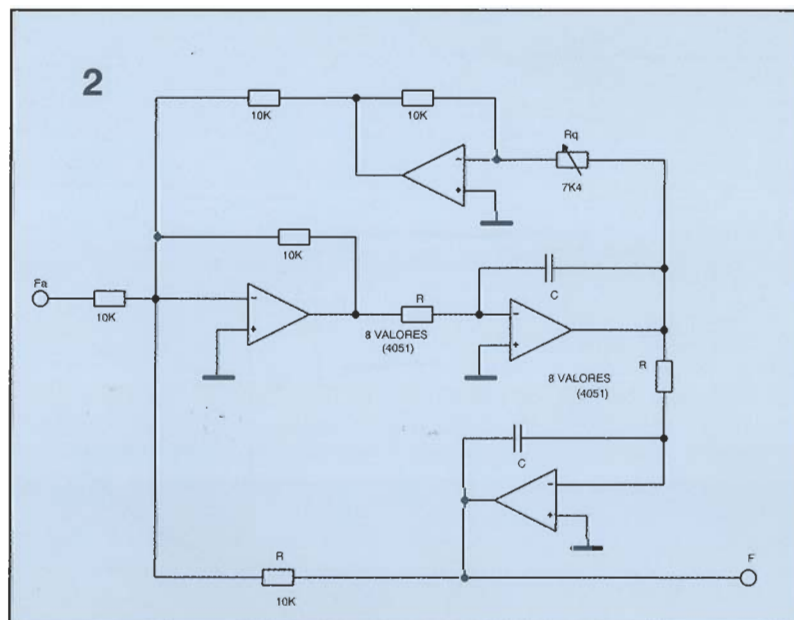 2
10K
10K
Rq
7K4
-
+
10K
Fa
10K
-
+
R
8 VALORES
(4051)
C
-
+
8 VALORES
(4051)
R
C
-
+
R
10K
F